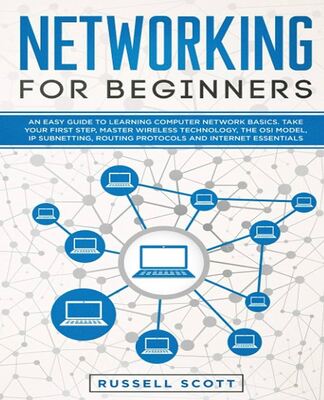 NETWORKING
FOR BEGINNERS
AN EASY GUIDE TO LEARNING COMPUTER NETWORK BASICS. TAKE
YOUR FIRST STEP, MASTER WIRELESS TECHNOLOGY, THE OSI MODEL,
IP SUBNETTING, ROUTING PROTOCOLS AND INTERNET ESSENTIALS
RUSSELL SCOTT